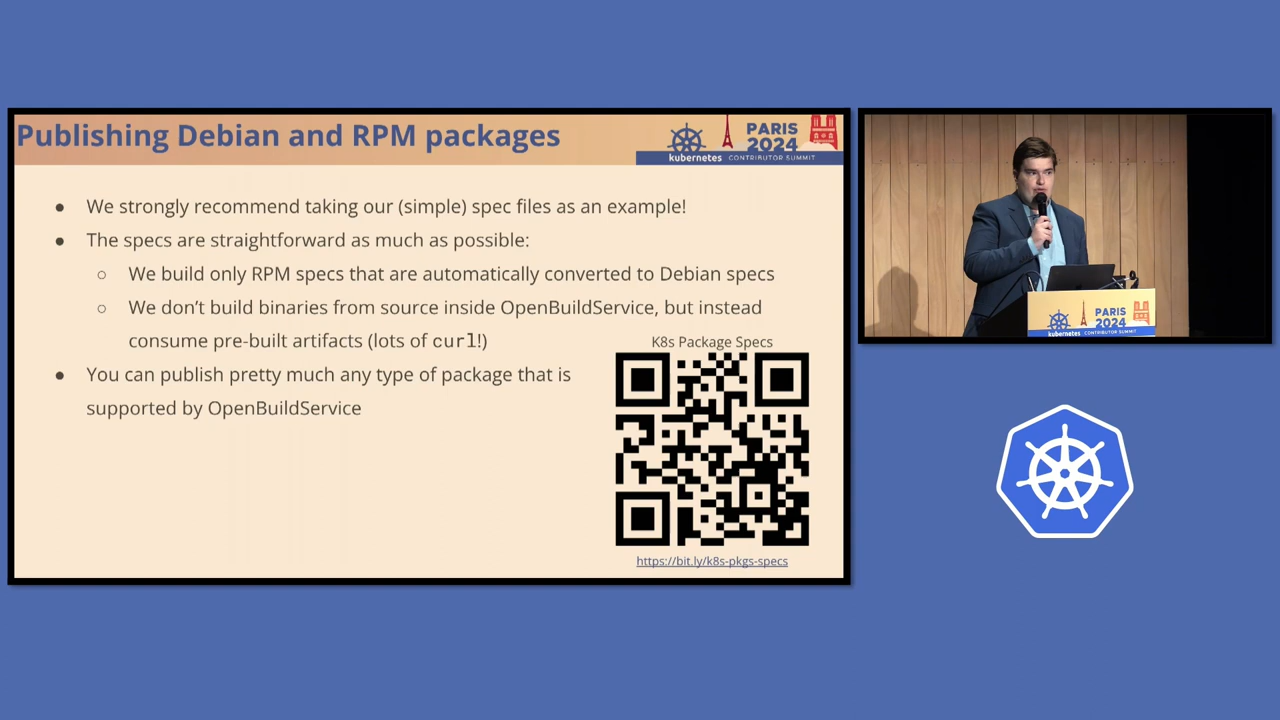 Publishing Debian and RPM packages
PARIS
2024
kubernetes CONTRIBUTOR SUMMIT
● We strongly recommend taking our (simple) spec files as an example!
● The specs are straightforward as much as possible:
○ We build only RPM specs that are automatically converted to Debian specs
○ We don’t build binaries from source inside OpenBuildService, but instead
consume pre-built artifacts (lots of curl!)
● You can publish pretty much any type of package that is
supported by OpenBuildService
K8s Package Specs
https://bit.ly/k8s-pkgs-specs
PARIS
2024
kubernetes CONTRIBUTOR SUMMIT